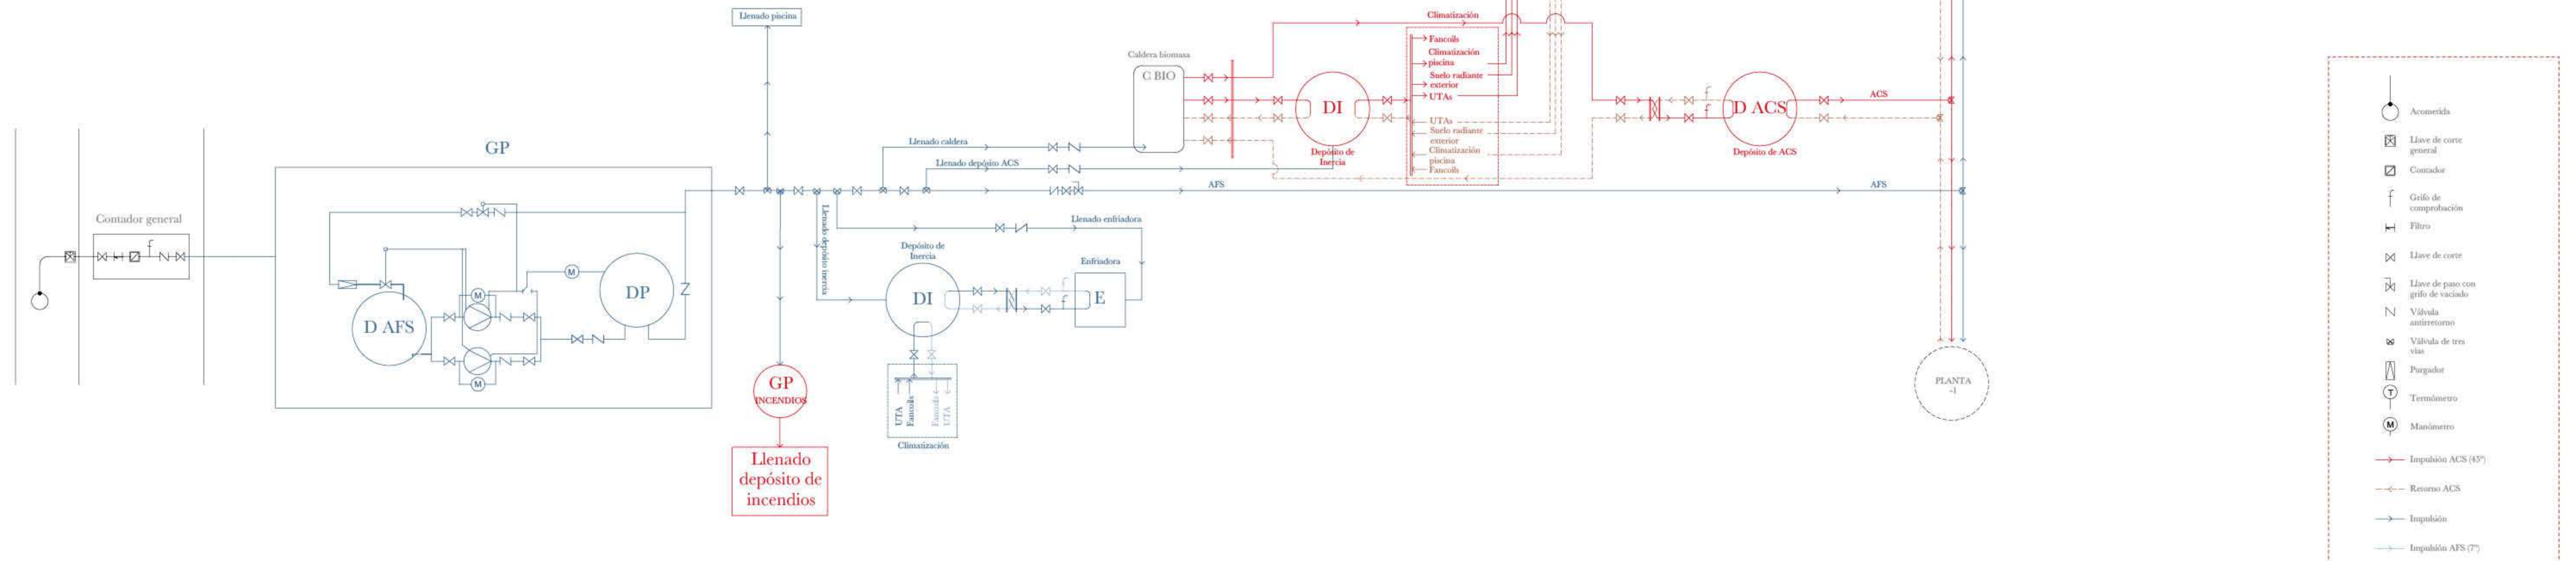 Llenado piscina
Contador general
GP
M
M
M
D AFS
DP
GP
INCENDIOS
Llenado
depósito de
incendios
Llenado caldera
Llenado depósito ACS
AFS
AFS
Llenado depósito inercia
Llenado enfriadora
Depósito de
Inercia
DI
Enfriadora
E
UTA
Fancoils
Fancoils
UTA
Climatización
Caldera biomasa
C BIO
DI
Depósito de
Inercia
Climatización
Fancoils
Climatización
piscina
Suelo radiante
exterior
UTAs
UTAs
Suelo radiante
exterior
Climatización
piscina
Fancoils
D ACS
Depósito de ACS
ACS
PLANTA
-1
Acometida
Llave de corte
general
Contador
Grifo de
comprobación
Filtro
Llave de corte
Llave de paso con
grifo de vaciado
Válvula
antirretorno
Válvula de tres
vías
Purgador
T
Termómetro
M
Manómetro
Impulsión ACS (45º)
Retorno ACS
Impulsión
Impulsión AFS (7º)